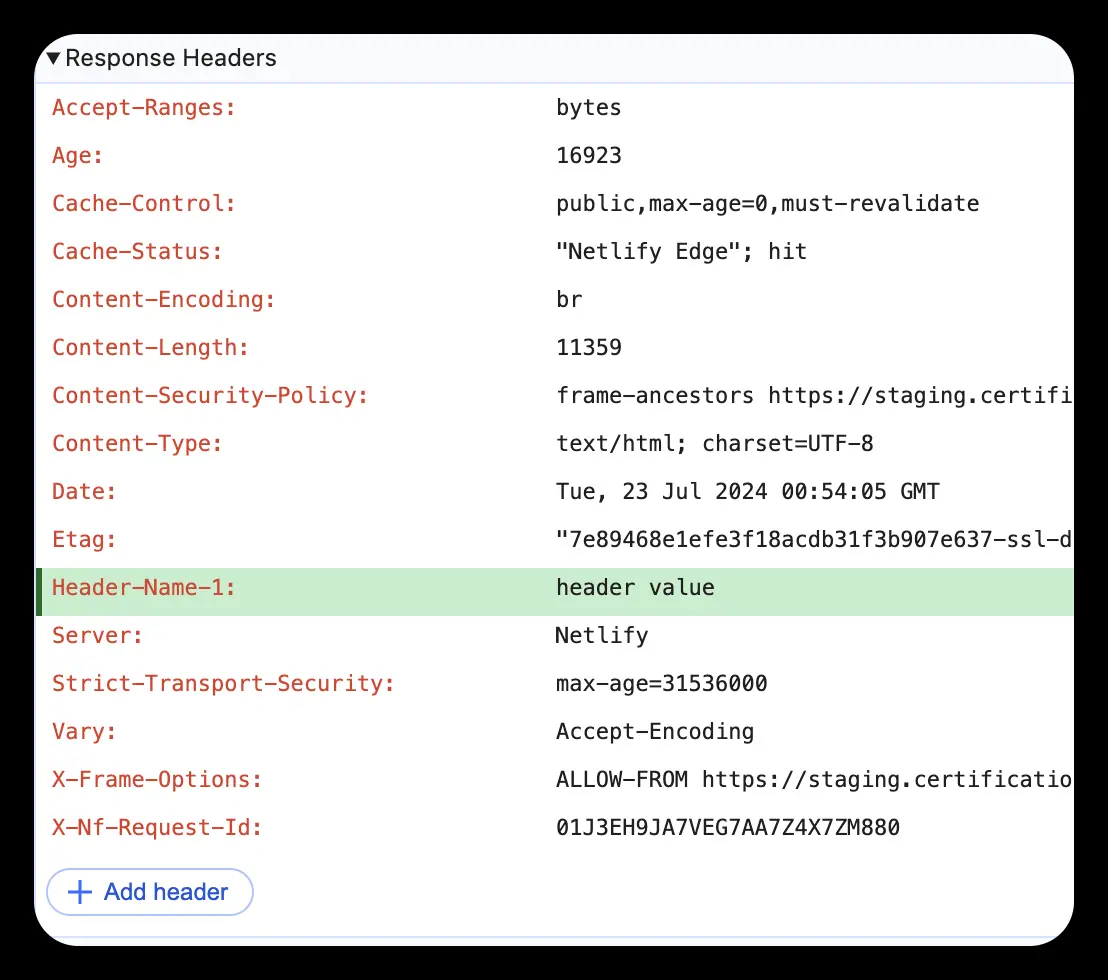 Response Headers
Accept-Ranges: bytes
Age: 16923
Cache-Control: public,max-age=0,must-revalidate
Cache-Status: "Netlify Edge"; hit
Content-Encoding: br
Content-Length: 11359
Content-Security-Policy: frame-ancestors https://staging.certifi
Content-Type: text/html; charset=UTF-8
Date: Tue, 23 Jul 2024 00:54:05 GMT
Etag: "7e89468e1efe3f18acdb31f3b907e637-ssl-d
Header-Name-1: header value
Server: Netlify
Strict-Transport-Security: max-age=31536000
Vary: Accept-Encoding
X-Frame-Options: ALLOW-FROM https://staging.certificatio
X-Nf-Request-Id: 01J3EH9JA7VEG7AA7Z4X7ZM880
Add header